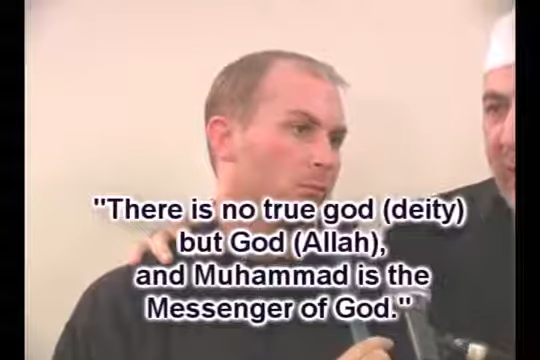 "There is no true god (deity)
but God (Allah),
and Muhammad is the
Messenger of God."